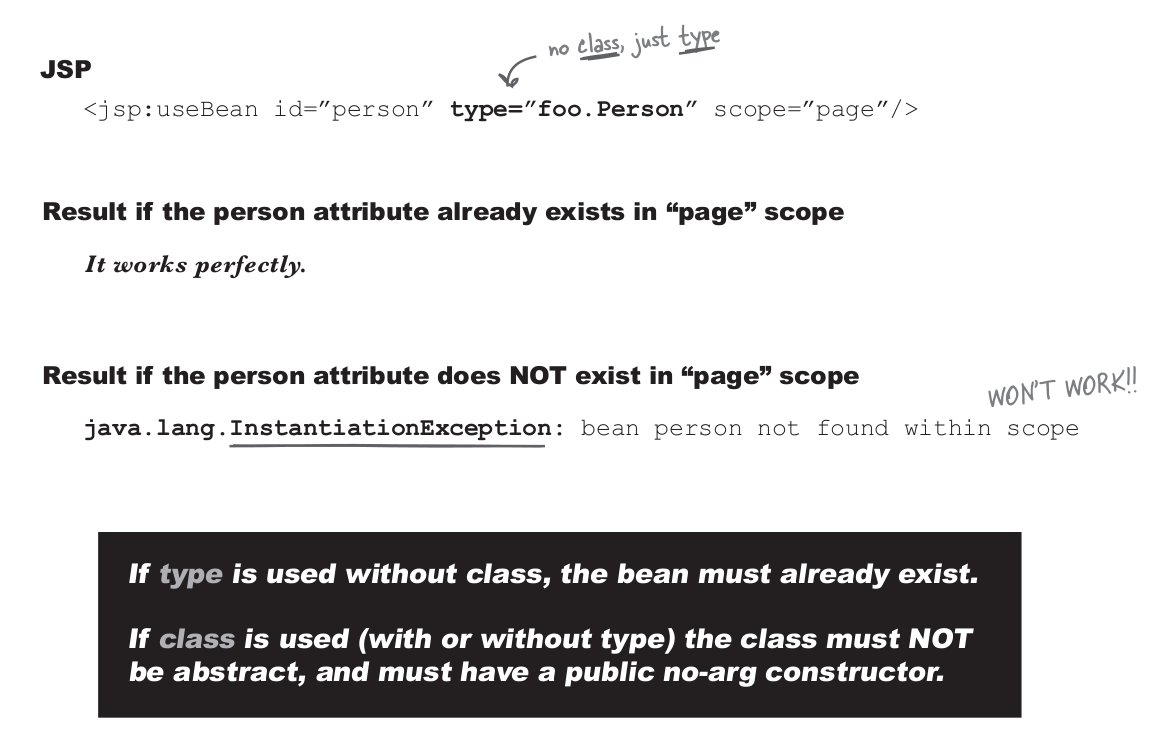 no class, just type
JSP
<jsp:useBean id=”person” type=”foo.Person” scope=”page”/>
Result if the person attribute already exists in “page” scope
It works perfectly.
Result if the person attribute does NOT exist in “page” scope
WON'T WORK!!
java.lang.InstantiationException: bean person not found within scope
If type is used without class, the bean must already exist.
If class is used (with or without type) the class must NOT
be abstract, and must have a public no-arg constructor.